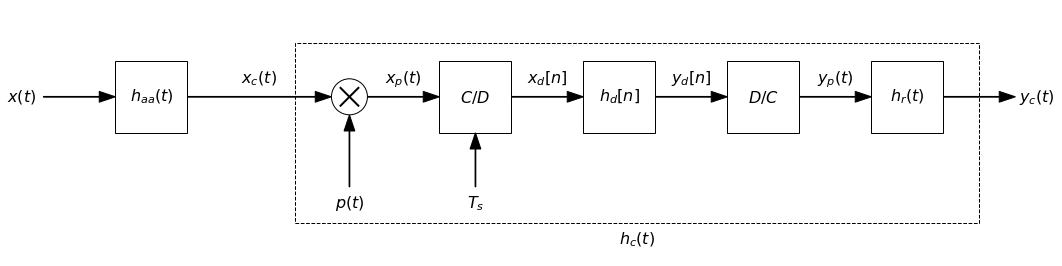 x(t) h_{aa}(t) x_c(t) x_p(t) C/D x_d[n] h_d[n] y_d[n] D/C y_p(t) h_r(t) y_c(t)
p(t) T_s
h_c(t)